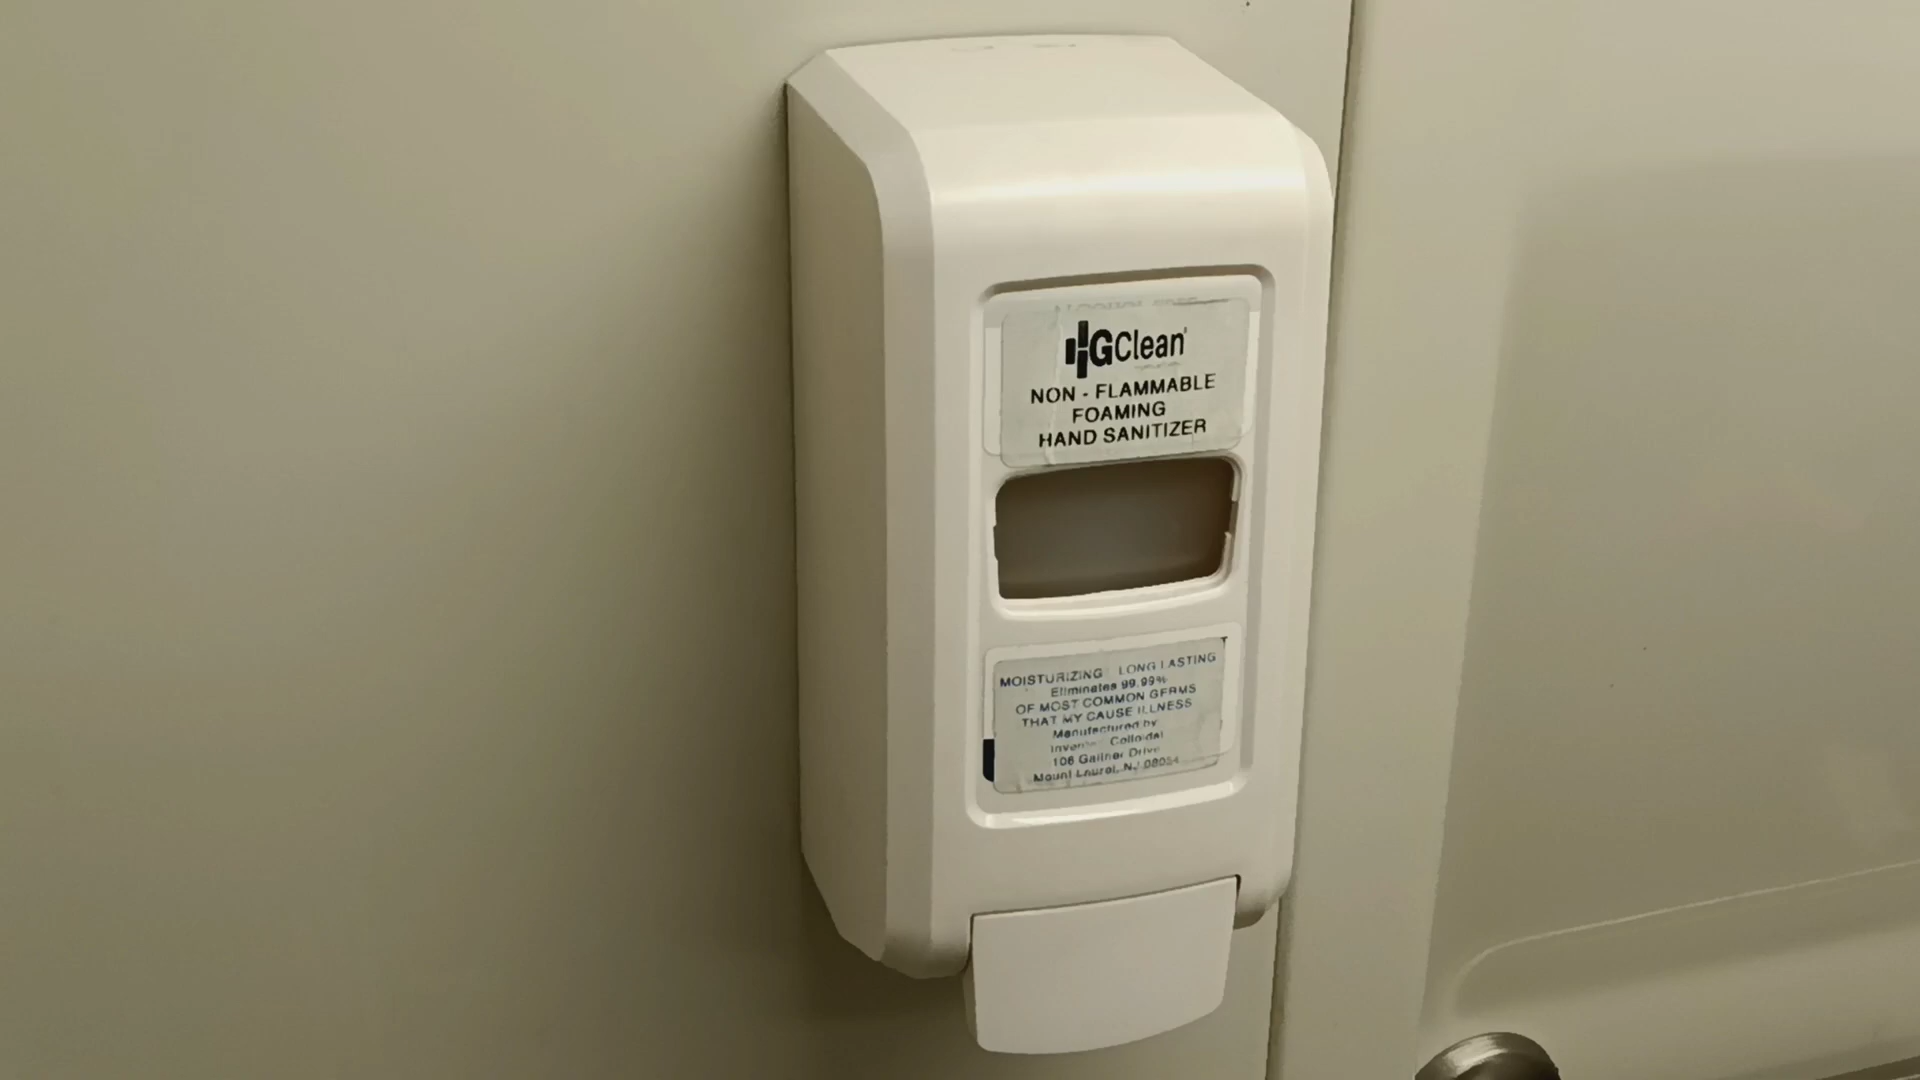 GClean
NON - FLAMMABLE
FOAMING
HAND SANITIZER
MOISTURIZING LONG LASTING
Eliminates 99.99%
OF MOST COMMON GERMS
THAT MY CAUSE ILLNESS
Manufactured by
Colloidal
106 Gaither Drive
Mount Laurel, NJ 08054